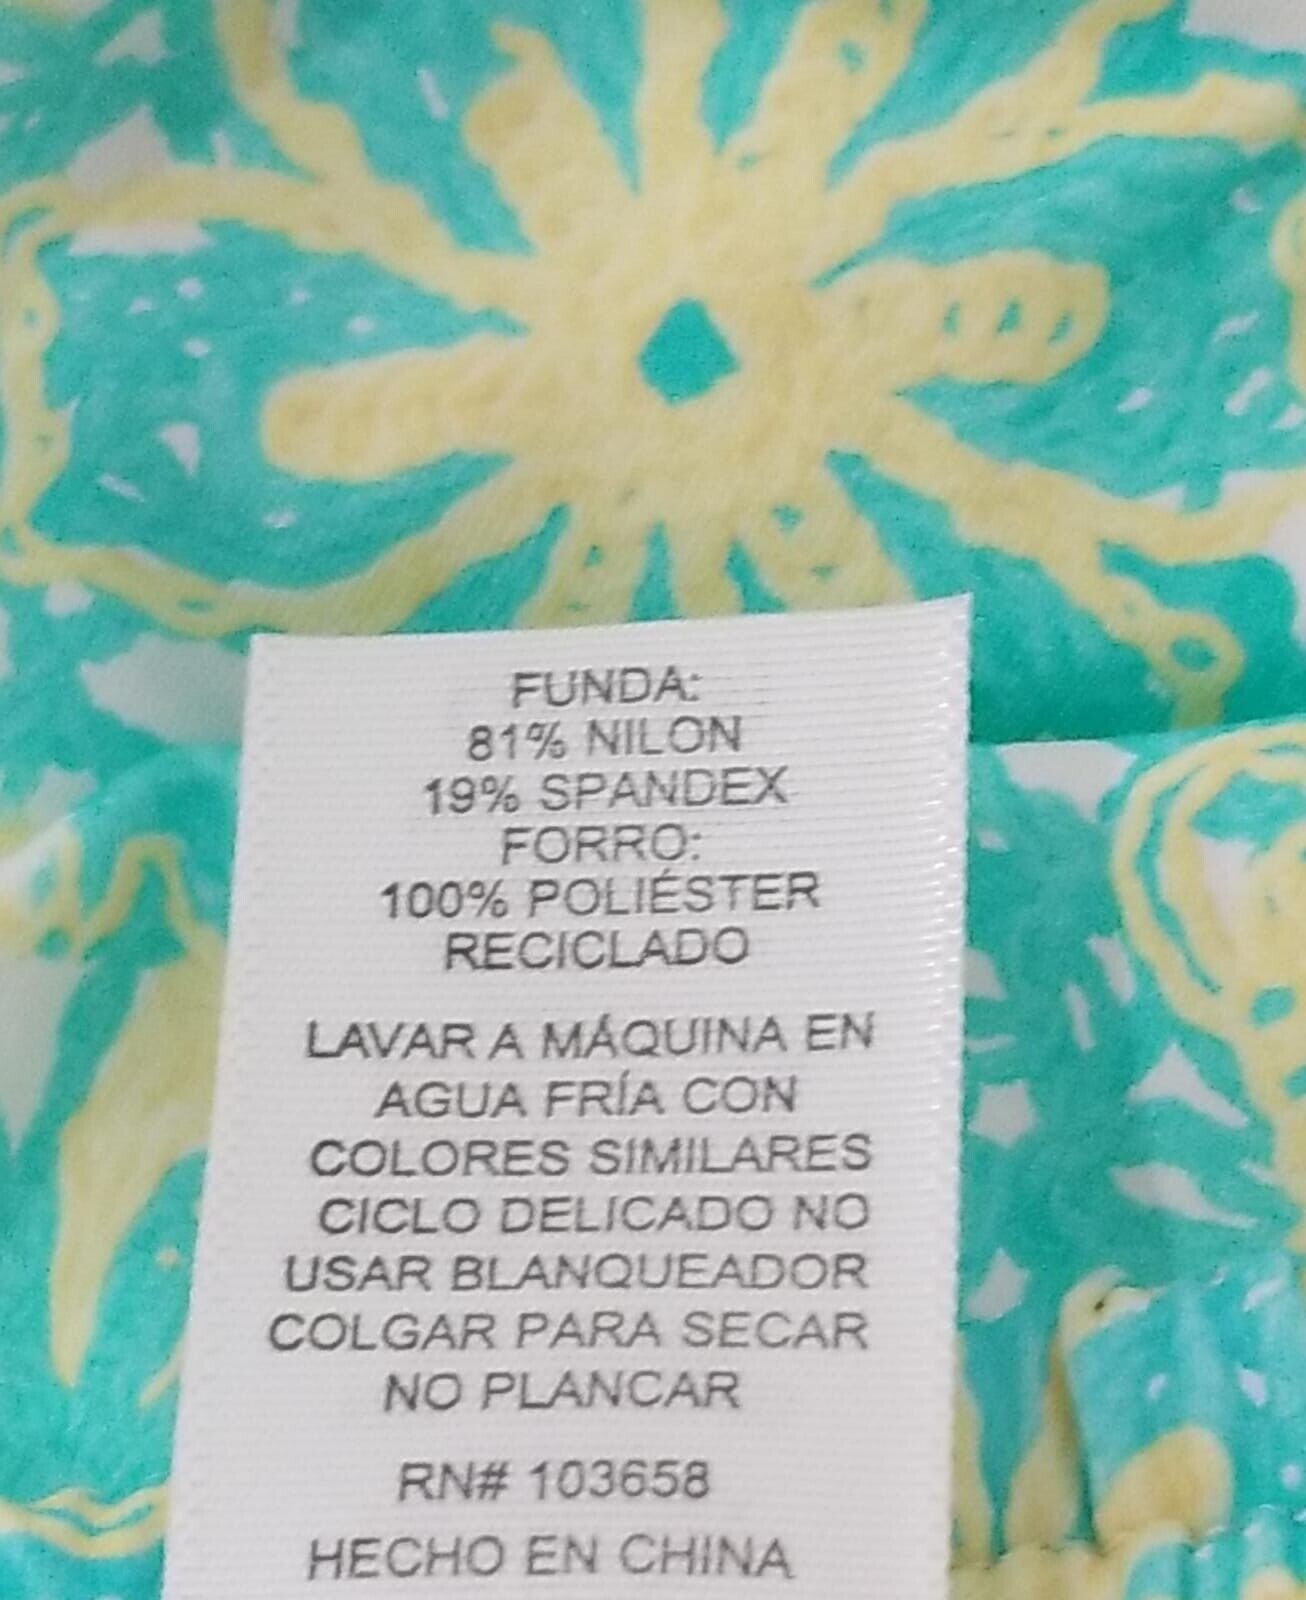 FUNDA:
81% NILON
19% SPANDEX
FORRO:
100% POLIÉSTER
RECICLADO
LAVAR A MÁQUINA EN
AGUA FRÍA CON
COLORES SIMILARES
CICLO DELICADO NO
USAR BLANQUEADOR
COLGAR PARA SECAR
NO PLANCAR
RN# 103658
HECHO EN CHINA